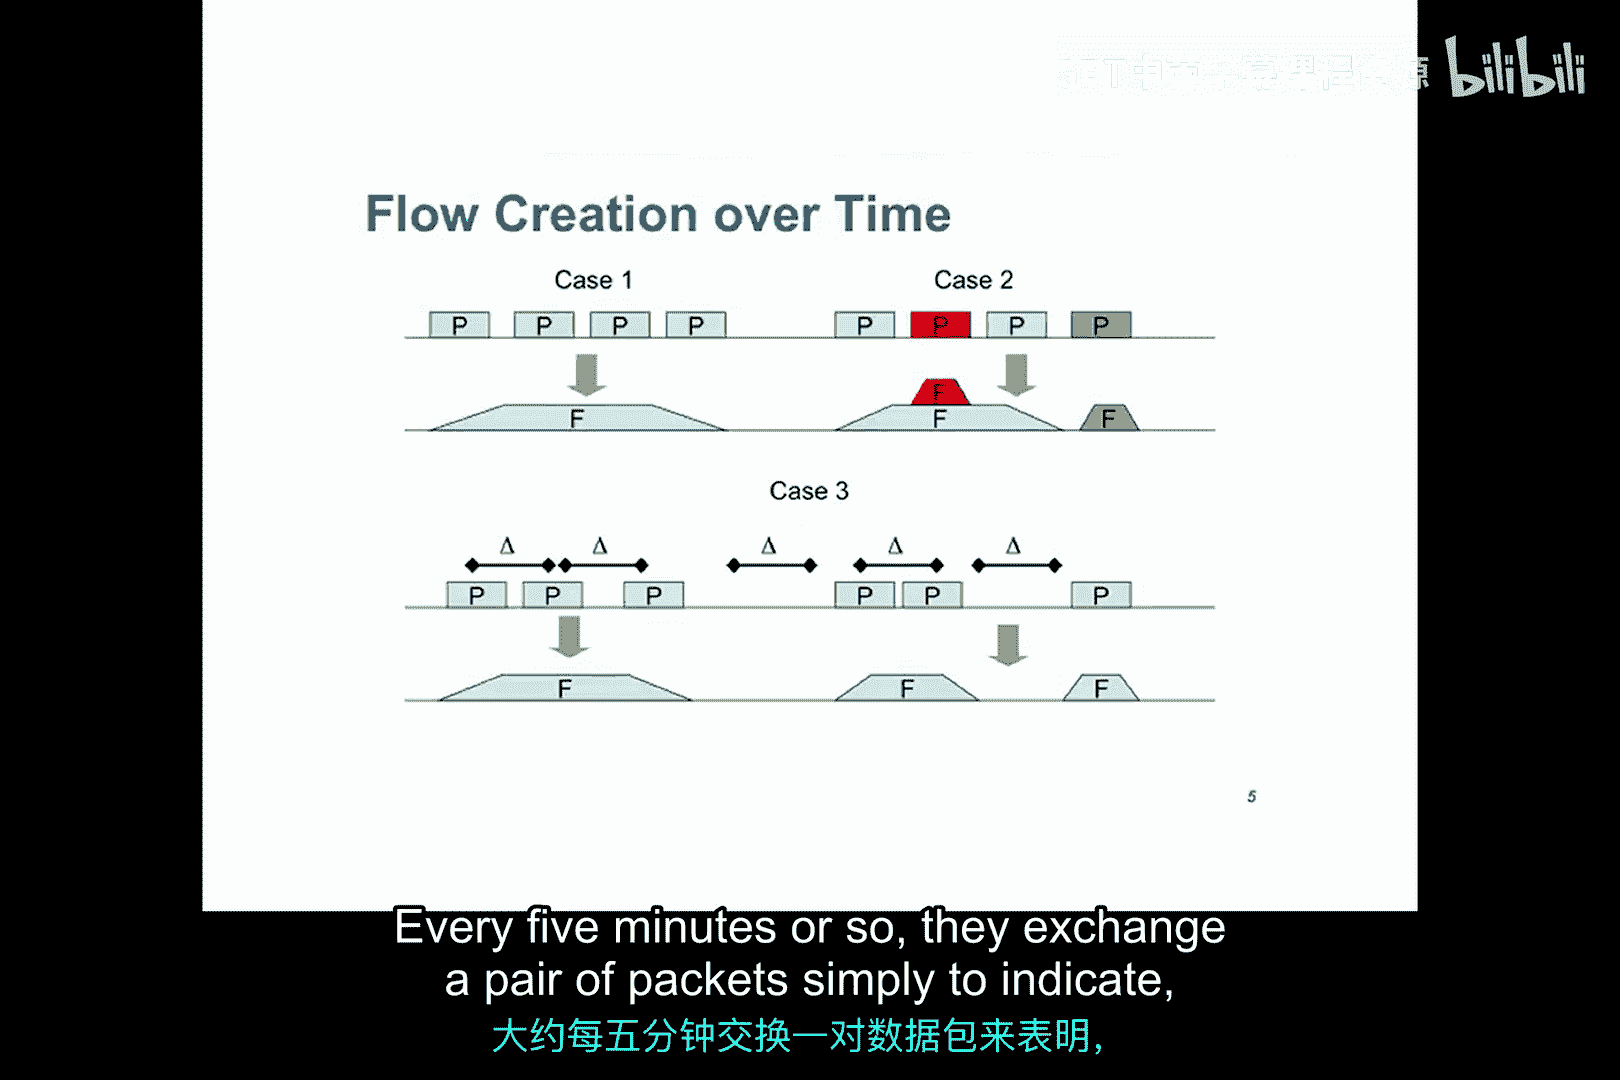 bilibili
Flow Creation over Time
Case 1
Case 2
P P P P
P P P P
F
F
F F
Case 3
Δ Δ Δ Δ Δ
P P P P P P
F F F
5
Every five minutes or so, they exchange
a pair of packets simply to indicate,
大约每五分钟交换一对数据包来表明，